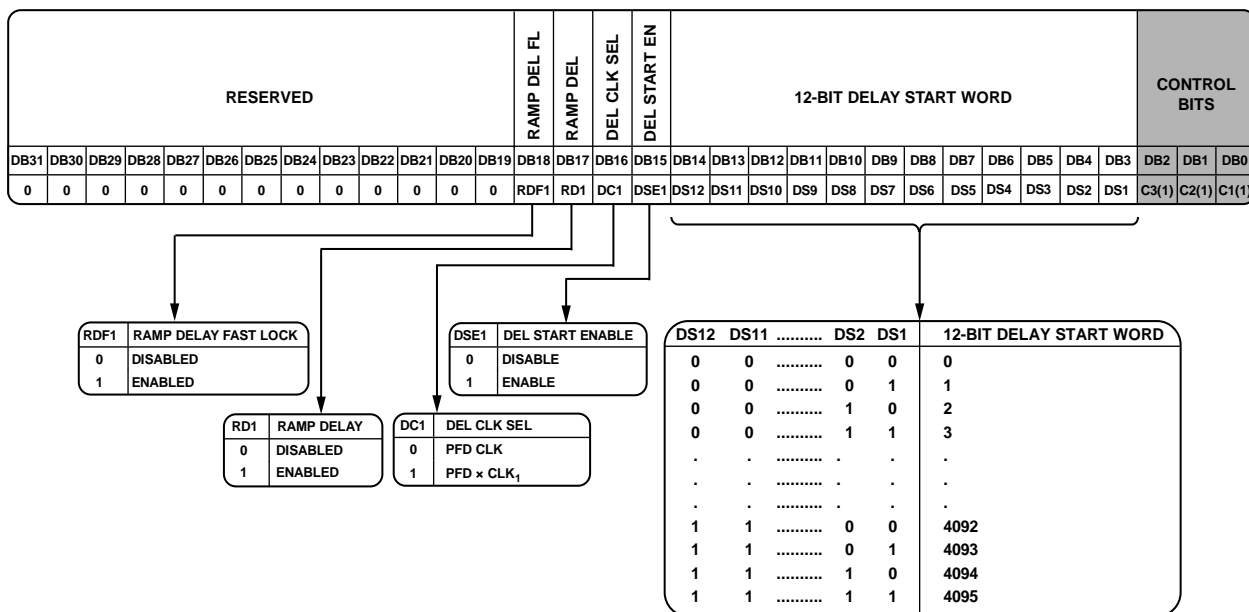 RESERVED
RAMP DEL FL
RAMP DEL
DEL CLK SEL
DEL START EN
12-BIT DELAY START WORD
CONTROL
BITS
DB31 DB30 DB29 DB28 DB27 DB26 DB25 DB24 DB23 DB22 DB21 DB20 DB19 DB18 DB17 DB16 DB15 DB14 DB13 DB12 DB11 DB10 DB9 DB8 DB7 DB6 DB5 DB4 DB3 DB2 DB1 DB0
0 0 0 0 0 0 0 0 0 0 0 0 0 RDF1 RD1 DC1 DSE1 DS12 DS11 DS10 DS9 DS8 DS7 DS6 DS5 DS4 DS3 DS2 DS1 C3(1) C2(1) C1(1)
RDF1 RAMP DELAY FAST LOCK
0 DISABLED
1 ENABLED
RD1 RAMP DELAY
0 DISABLED
1 ENABLED
DC1 DEL CLK SEL
0 PFD CLK
1 PFD × CLK1
DSE1 DEL START ENABLE
0 DISABLE
1 ENABLE
DS12 DS11 .......... DS2 DS1 12-BIT DELAY START WORD
0 0 .......... 0 0 0
0 0 .......... 0 1 1
0 0 .......... 1 0 2
0 0 .......... 1 1 3
. . .......... . . .
. . .......... . . .
. . .......... . . .
1 1 .......... 0 0 4092
1 1 .......... 0 1 4093
1 1 .......... 1 0 4094
1 1 .......... 1 1 4095